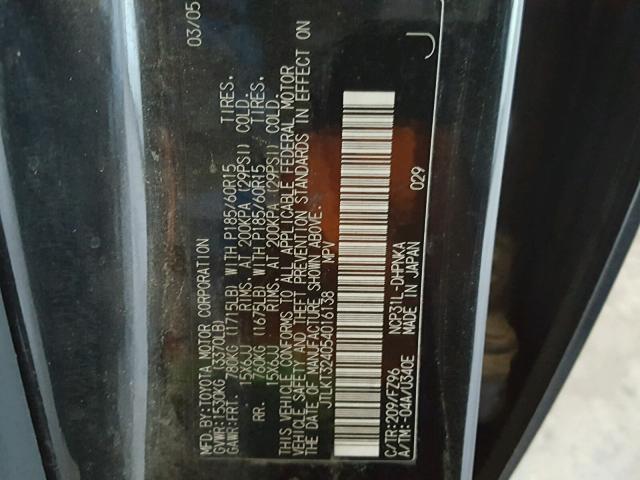 MFD.BY:TOYOTA MOTOR CORPORATION 03/05
GVWR:1530KG (3370LB)
GAWR:FRT. 780KG (1715LB) WITH P185/60R15 TIRES.
15X6JJ RIMS. AT 200KPA (29PSI) COLD.
RR. 760KG (1675LB) WITH P185/60R15 TIRES.
15X6JJ RIMS. AT 200KPA (29PSI) COLD.
THIS VEHICLE CONFORMS TO ALL APPLICABLE FEDERAL MOTOR
VEHICLE SAFETY AND THEFT PREVENTION STANDARDS IN EFFECT ON
THE DATE OF MANUFACTURE SHOWN ABOVE.
JTLKT324054016138 MPV
029
C/TR:209/FZ96 NCP31L-DHPNKA
A/TM:-04A/U340E MADE IN JAPAN J